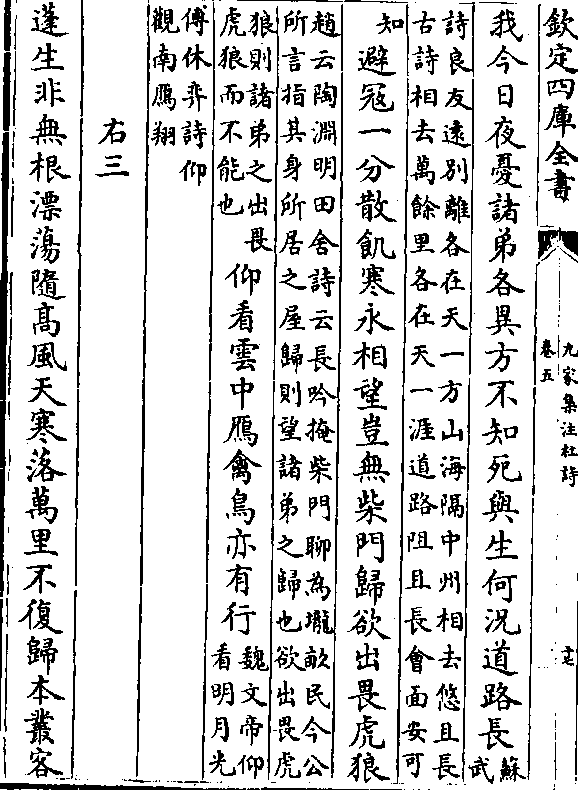 欽定四庫全書
九家集注杜詩
卷五
十七
我今日夜憂諸弟各異方不知死與生何況道路長
蘇
武
詩良友遠別離各在天一方山海隔中州相去悠且長
古詩相去萬餘里各在天一涯道路阻且長會面安可
知
避冦一分散飢寒永相望豈無柴門歸欲出畏虎狼
趙云陶淵明田舍詩云長吟掩柴門聊為壠畝民今公
所言指其身所居之屋歸則望諸弟之歸也欲出畏虎
狼則諸弟之出畏
虎狼而不能也
仰看雲中鴈禽鳥亦有行
魏文帝仰
看明月光
傅休奕詩仰
觀南鴈翔
右三
蓬生非無根漂蕩隨髙風天寒落萬里不復歸本叢客